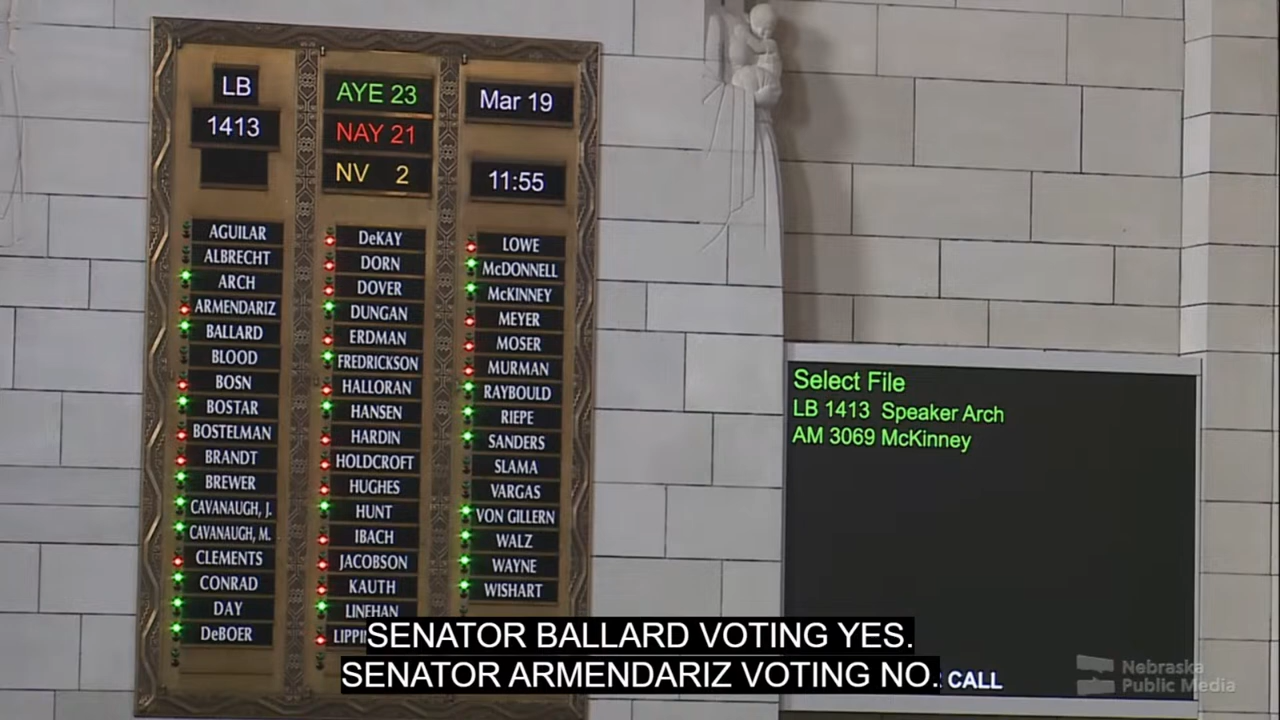 LB
1413
AYE 23
NAY 21
NV 2
Mar 19
11:55
AGUILAR
ALBRECHT
ARCH
ARMENDARIZ
BALLARD
BLOOD
BOSN
BOSTAR
BOSTELMAN
BRANDT
BREWER
CAVANAUGH, J.
CAVANAUGH, M.
CLEMENTS
CONRAD
DAY
DeBOER
DeKAY
DORN
DOVER
DUNGAN
ERDMAN
FREDRICKSON
HALLORAN
HANSEN
HARDIN
HOLDCROFT
HUGHES
HUNT
IBACH
JACOBSON
KAUTH
LINEHAN
LOWE
McDONNELL
McKINNEY
MEYER
MOSER
MURMAN
RAYBOULD
RIEPE
SANDERS
SLAMA
VARGAS
VON GILLERN
WALZ
WAYNE
WISHART
Select File
LB 1413 Speaker Arch
AM 3069 McKinney
CALL
SENATOR BALLARD VOTING YES.
SENATOR ARMENDARIZ VOTING NO.
Nebraska
Public Media